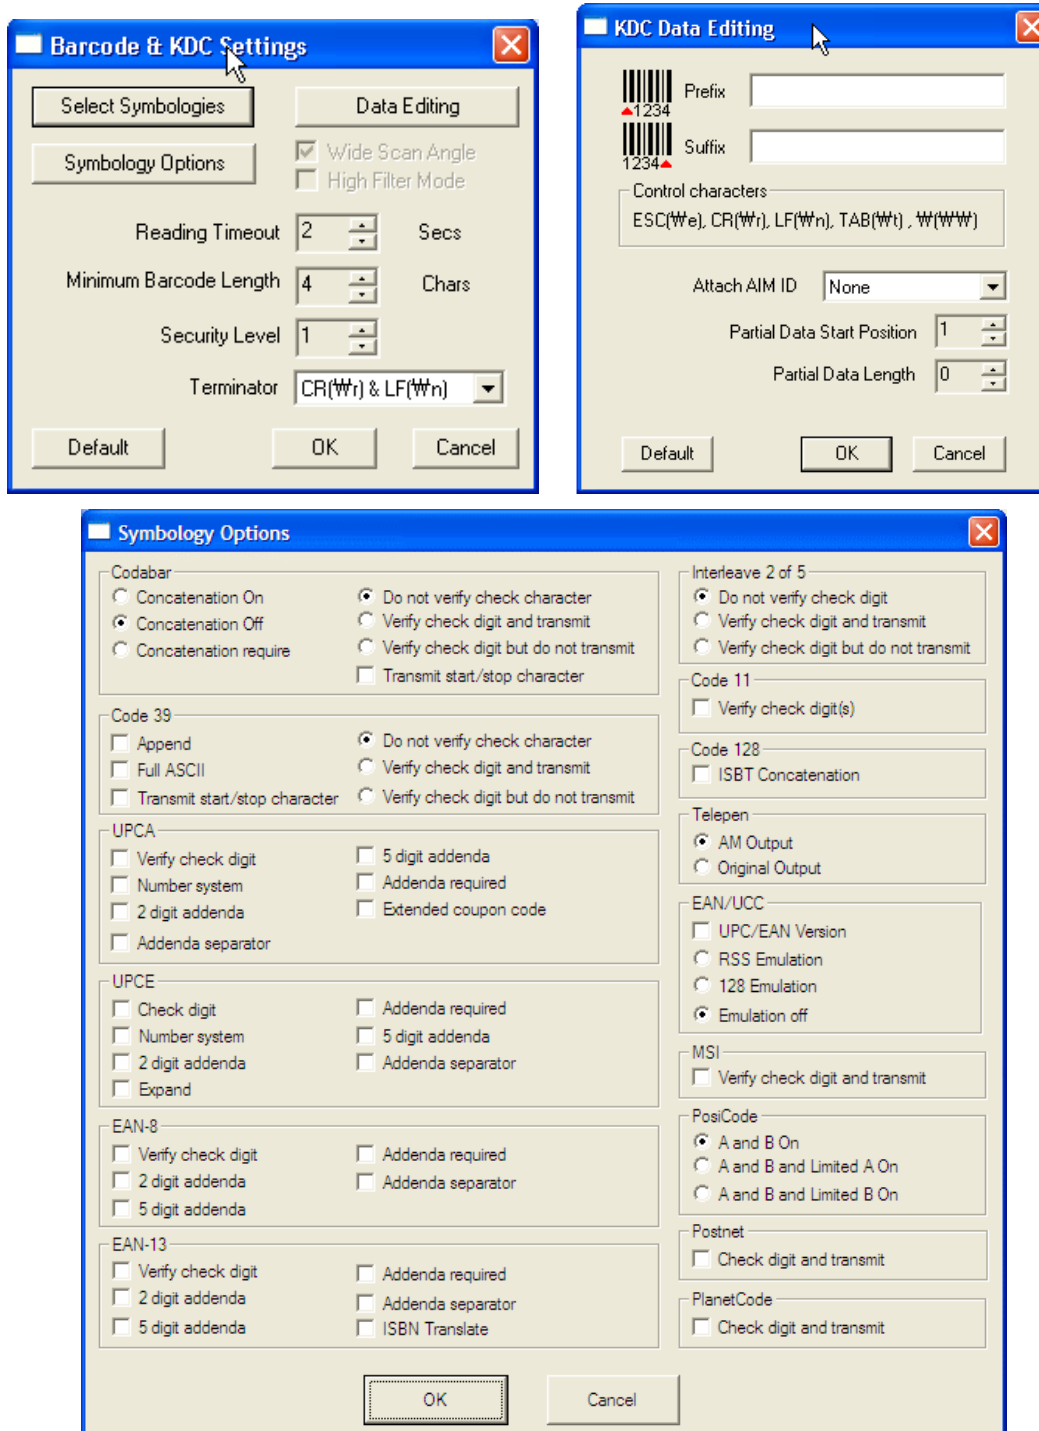 Barcode & KDC Settings
Select Symbologies
Data Editing
Symbology Options
Wide Scan Angle
High Filter Mode
Reading Timeout 2 Secs
Minimum Barcode Length 4 Chars
Security Level 1
Terminator CR(₩r) & LF(₩n)
Default OK Cancel
KDC Data Editing
1234 Prefix
1234 Suffix
Control characters
ESC(₩e), CR(₩r), LF(₩n), TAB(₩t) , ₩(₩₩)
Attach AIM ID None
Partial Data Start Position 1
Partial Data Length 0
Default OK Cancel
Symbology Options
Codabar
Concatenation On
Concatenation Off
Concatenation require
Do not verify check character
Verify check digit and transmit
Verify check digit but do not transmit
Transmit start/stop character
Code 39
Append
Full ASCII
Transmit start/stop character
Do not verify check character
Verify check digit and transmit
Verify check digit but do not transmit
UPCA
Verify check digit
Number system
2 digit addenda
Addenda separator
5 digit addenda
Addenda required
Extended coupon code
UPCE
Check digit
Number system
2 digit addenda
Expand
Addenda required
5 digit addenda
Addenda separator
EAN-8
Verify check digit
2 digit addenda
5 digit addenda
Addenda required
Addenda separator
EAN-13
Verify check digit
2 digit addenda
5 digit addenda
Addenda required
Addenda separator
ISBN Translate
Interleave 2 of 5
Do not verify check digit
Verify check digit and transmit
Verify check digit but do not transmit
Code 11
Verify check digit(s)
Code 128
ISBT Concatenation
Telepen
AM Output
Original Output
EAN/UCC
UPC/EAN Version
RSS Emulation
128 Emulation
Emulation off
MSI
Verify check digit and transmit
PosiCode
A and B On
A and B and Limited A On
A and B and Limited B On
Postnet
Check digit and transmit
PlanetCode
Check digit and transmit
OK Cancel